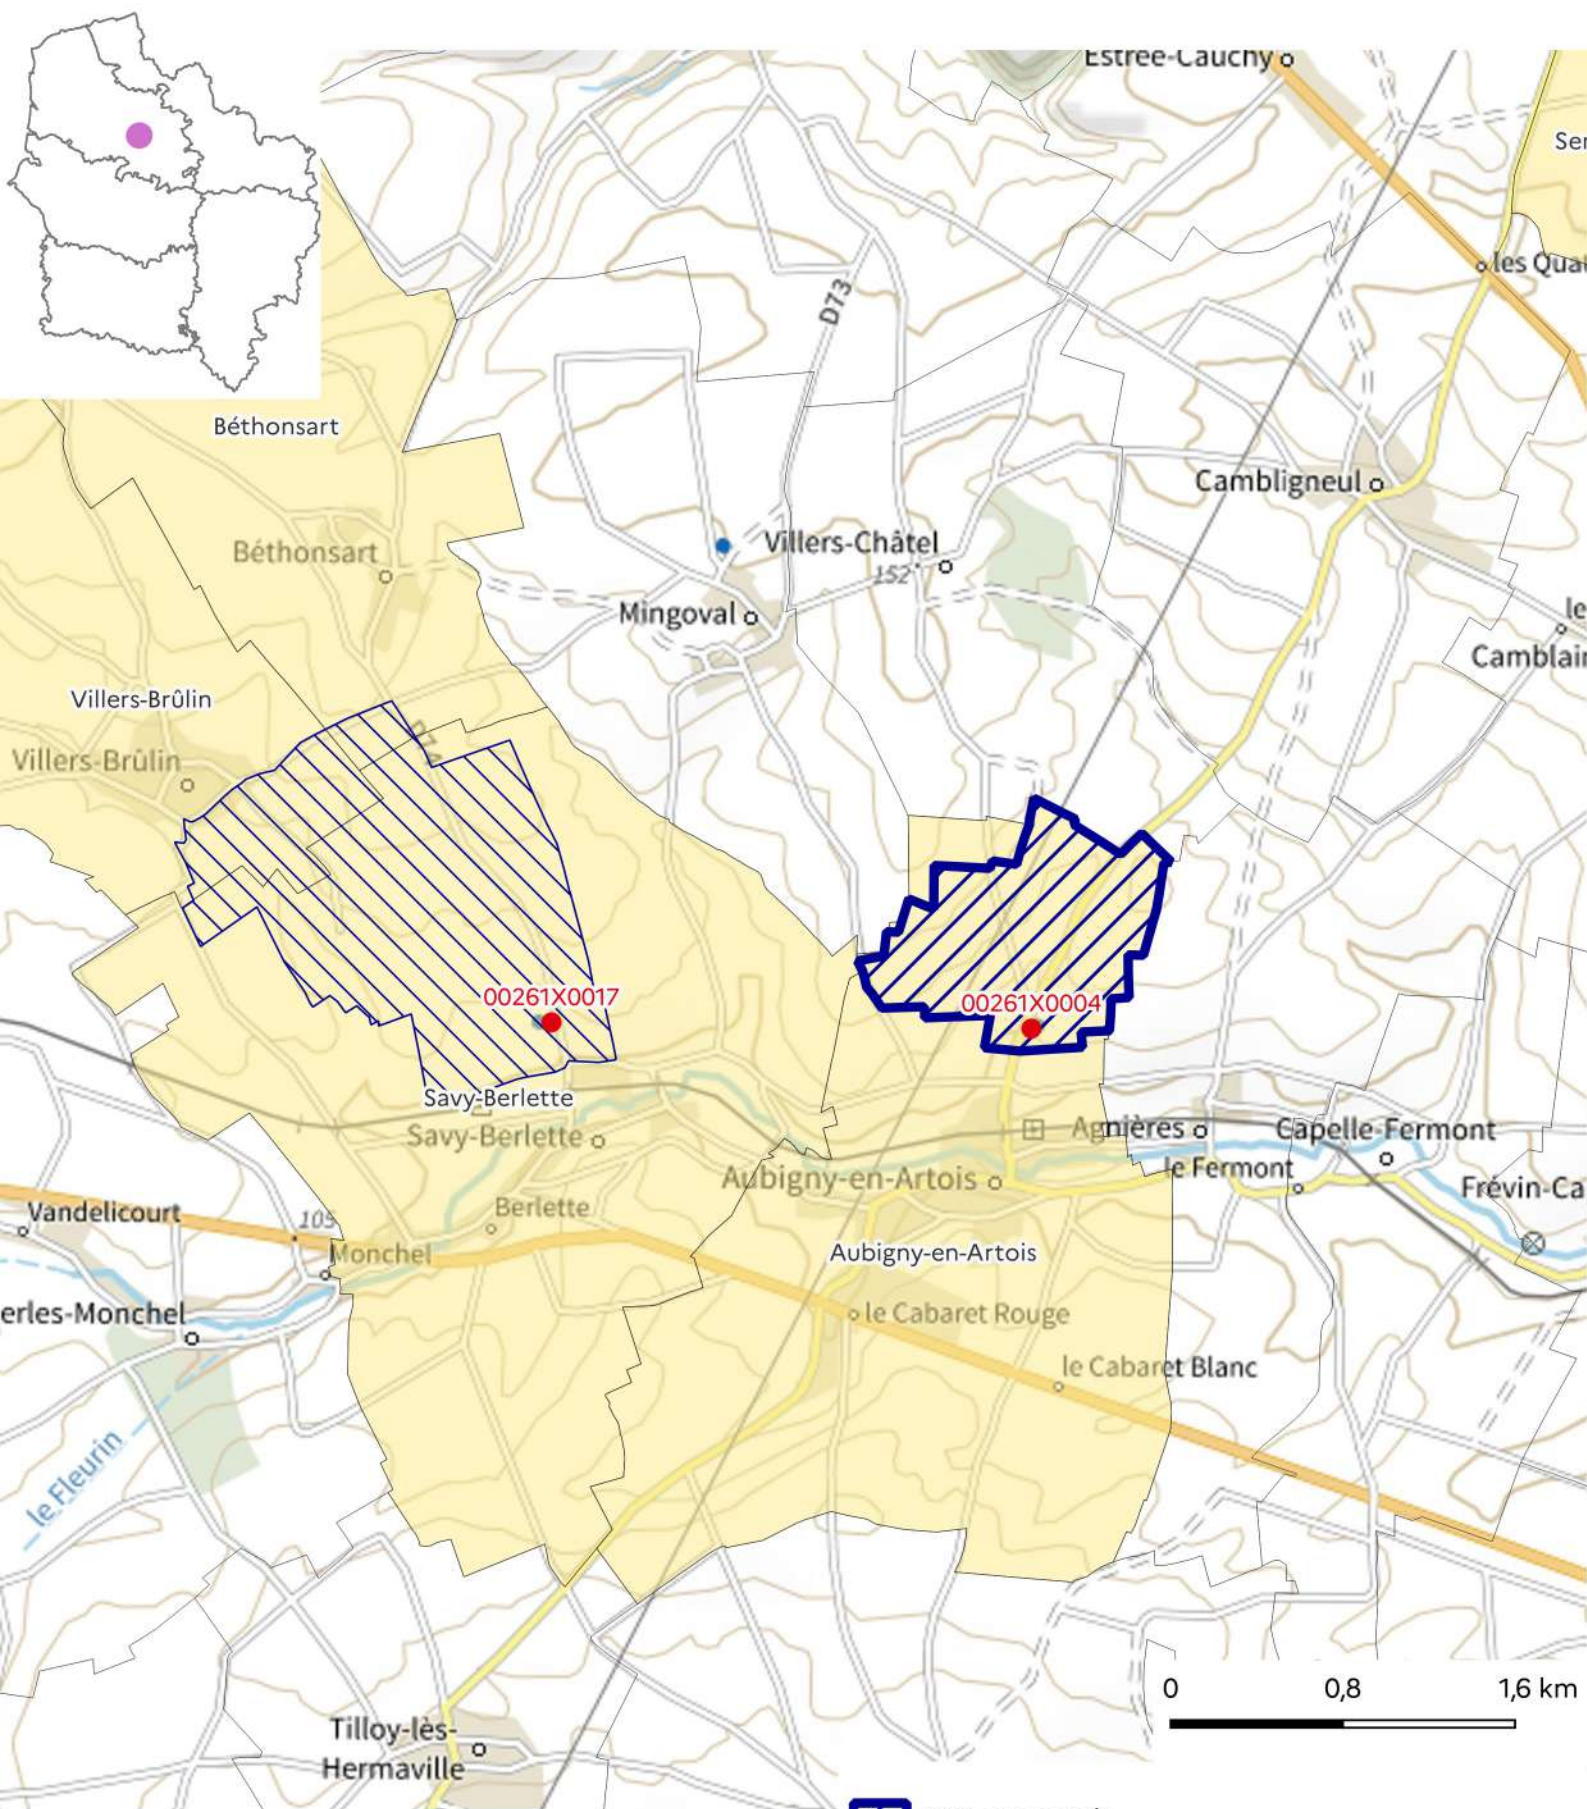 Estrée-Cauchy
les Qua
D73
Béthonsart
Cambligneul
Béthonsart
Villers-Châtel
152
Mingoval
le
Camblain
Villers-Brûlin
Villers-Brûlin
00261X0017
00261X0004
Savy-Berlette
Savy-Berlette
Agnières
Capelle-Fermont
Aubigny-en-Artois
le Fermont
Frévin-Ca
Berlette
Vandelicourt
105
Monchel
Aubigny-en-Artois
erles-Monchel
le Cabaret Rouge
le Cabaret Blanc
le Fleurin
0 0,8 1,6 km
Tilloy-lès-
Hermaville